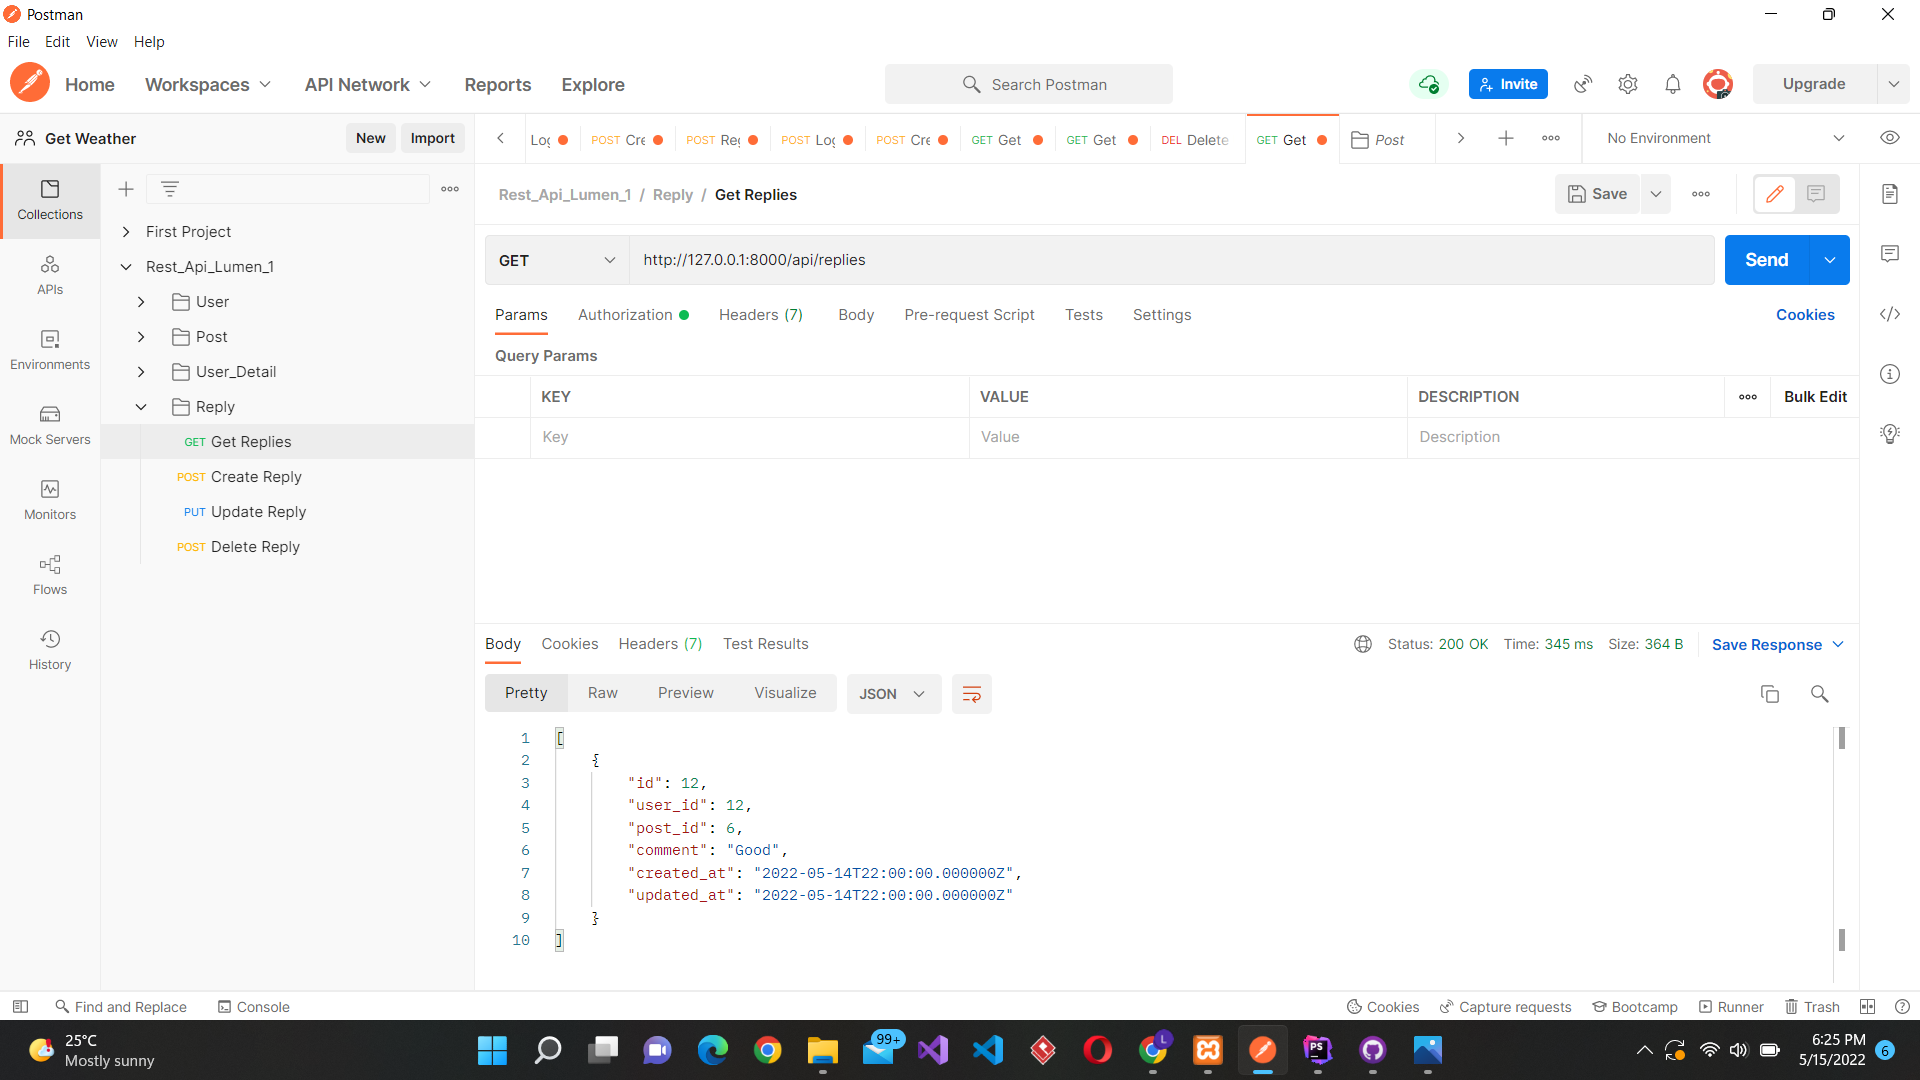 Postman
File Edit View Help
Home Workspaces API Network Reports Explore Search Postman Invite Upgrade
Get Weather New Import Log POST Cre POST Reg POST Log POST Cre GET Get GET Get DEL Delete GET Get Post No Environment
Collections
APIs
Environments
Mock Servers
Monitors
Flows
History
First Project
Rest_Api_Lumen_1
User
Post
User_Detail
Reply
GET Get Replies
POST Create Reply
PUT Update Reply
POST Delete Reply
Rest_Api_Lumen_1 / Reply / Get Replies Save
GET http://127.0.0.1:8000/api/replies Send
Params Authorization Headers (7) Body Pre-request Script Tests Settings Cookies
Query Params
KEY VALUE DESCRIPTION Bulk Edit
Key Value Description
Body Cookies Headers (7) Test Results Status: 200 OK Time: 345 ms Size: 364 B Save Response
Pretty Raw Preview Visualize JSON
1 [
2 {
3 "id": 12,
4 "user_id": 12,
5 "post_id": 6,
6 "comment": "Good",
7 "created_at": "2022-05-14T22:00:00.000000Z",
8 "updated_at": "2022-05-14T22:00:00.000000Z"
9 }
10 ]
Find and Replace Console Cookies Capture requests Bootcamp Runner Trash
25°C
Mostly sunny
99+
L
PS
6:25 PM
5/15/2022 6